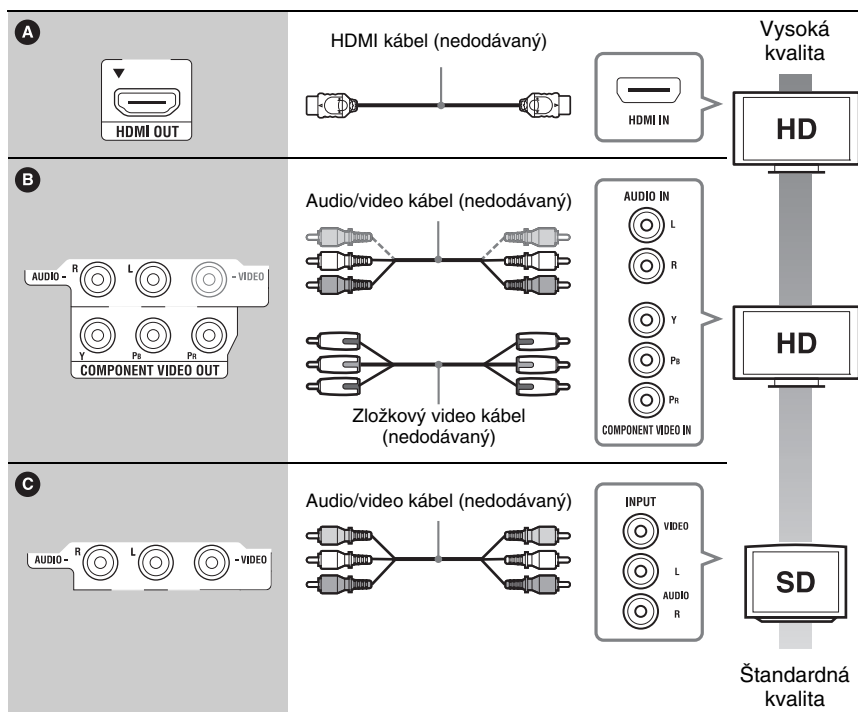 A
HDMI OUT
HDMI kábel (nedodávaný)
HDMI IN
Vysoká
kvalita
HD
B
AUDIO - R L - VIDEO
Y PB PR
COMPONENT VIDEO OUT
Audio/video kábel (nedodávaný)
Zložkový video kábel
(nedodávaný)
AUDIO IN
L
R
Y
PB
PR
COMPONENT VIDEO IN
HD
C
AUDIO - R L - VIDEO
Audio/video kábel (nedodávaný)
INPUT
VIDEO
L
AUDIO
R
SD
Štandardná
kvalita